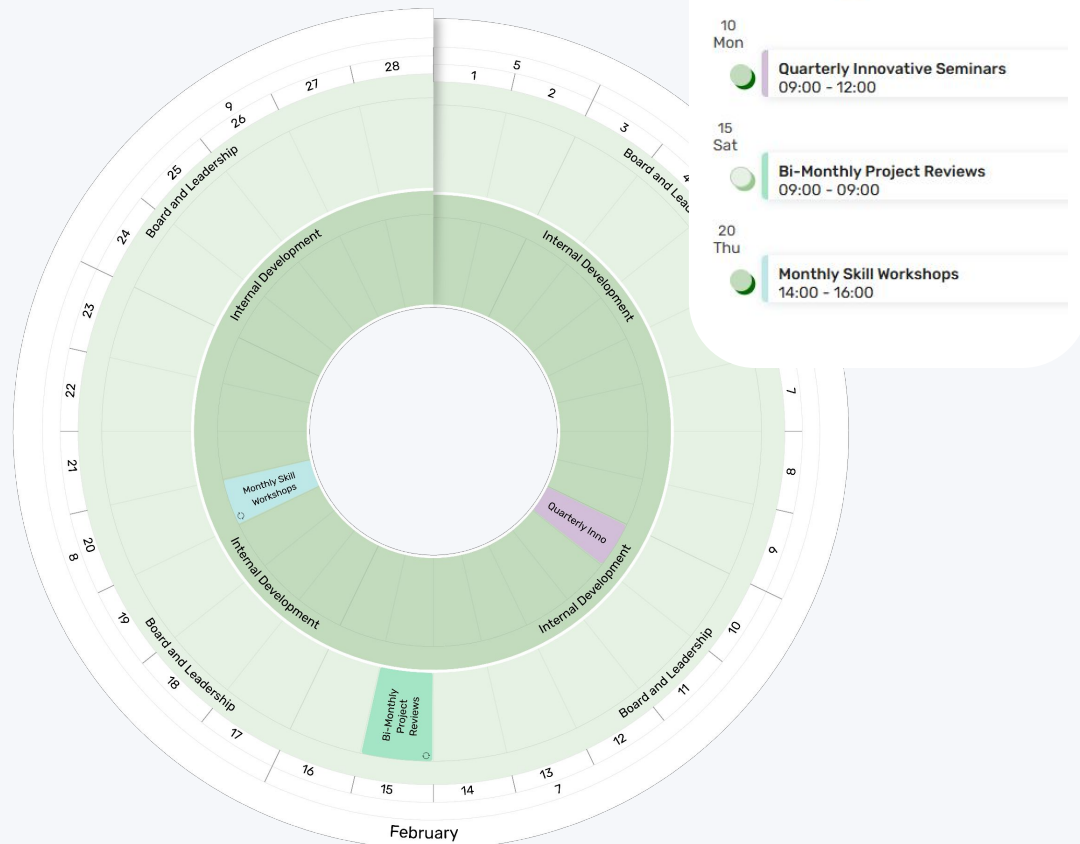 10
Mon
Quarterly Innovative Seminars
09:00 - 12:00
15
Sat
Bi-Monthly Project Reviews
09:00 - 09:00
20
Thu
Monthly Skill Workshops
14:00 - 16:00
1
5
2
3
4
7
8
9
10
11
12
13
7
14
15
16
17
18
19
20
8
21
22
23
24
25
26
9
27
28
Board and Leadership
Board and Lea
Internal Development
Internal Development
Monthly Skill
Workshops
Quarterly Inno
Internal Development
Internal Development
Board and Leadership
Board and Leadership
Bi-Monthly
Project
Reviews
February